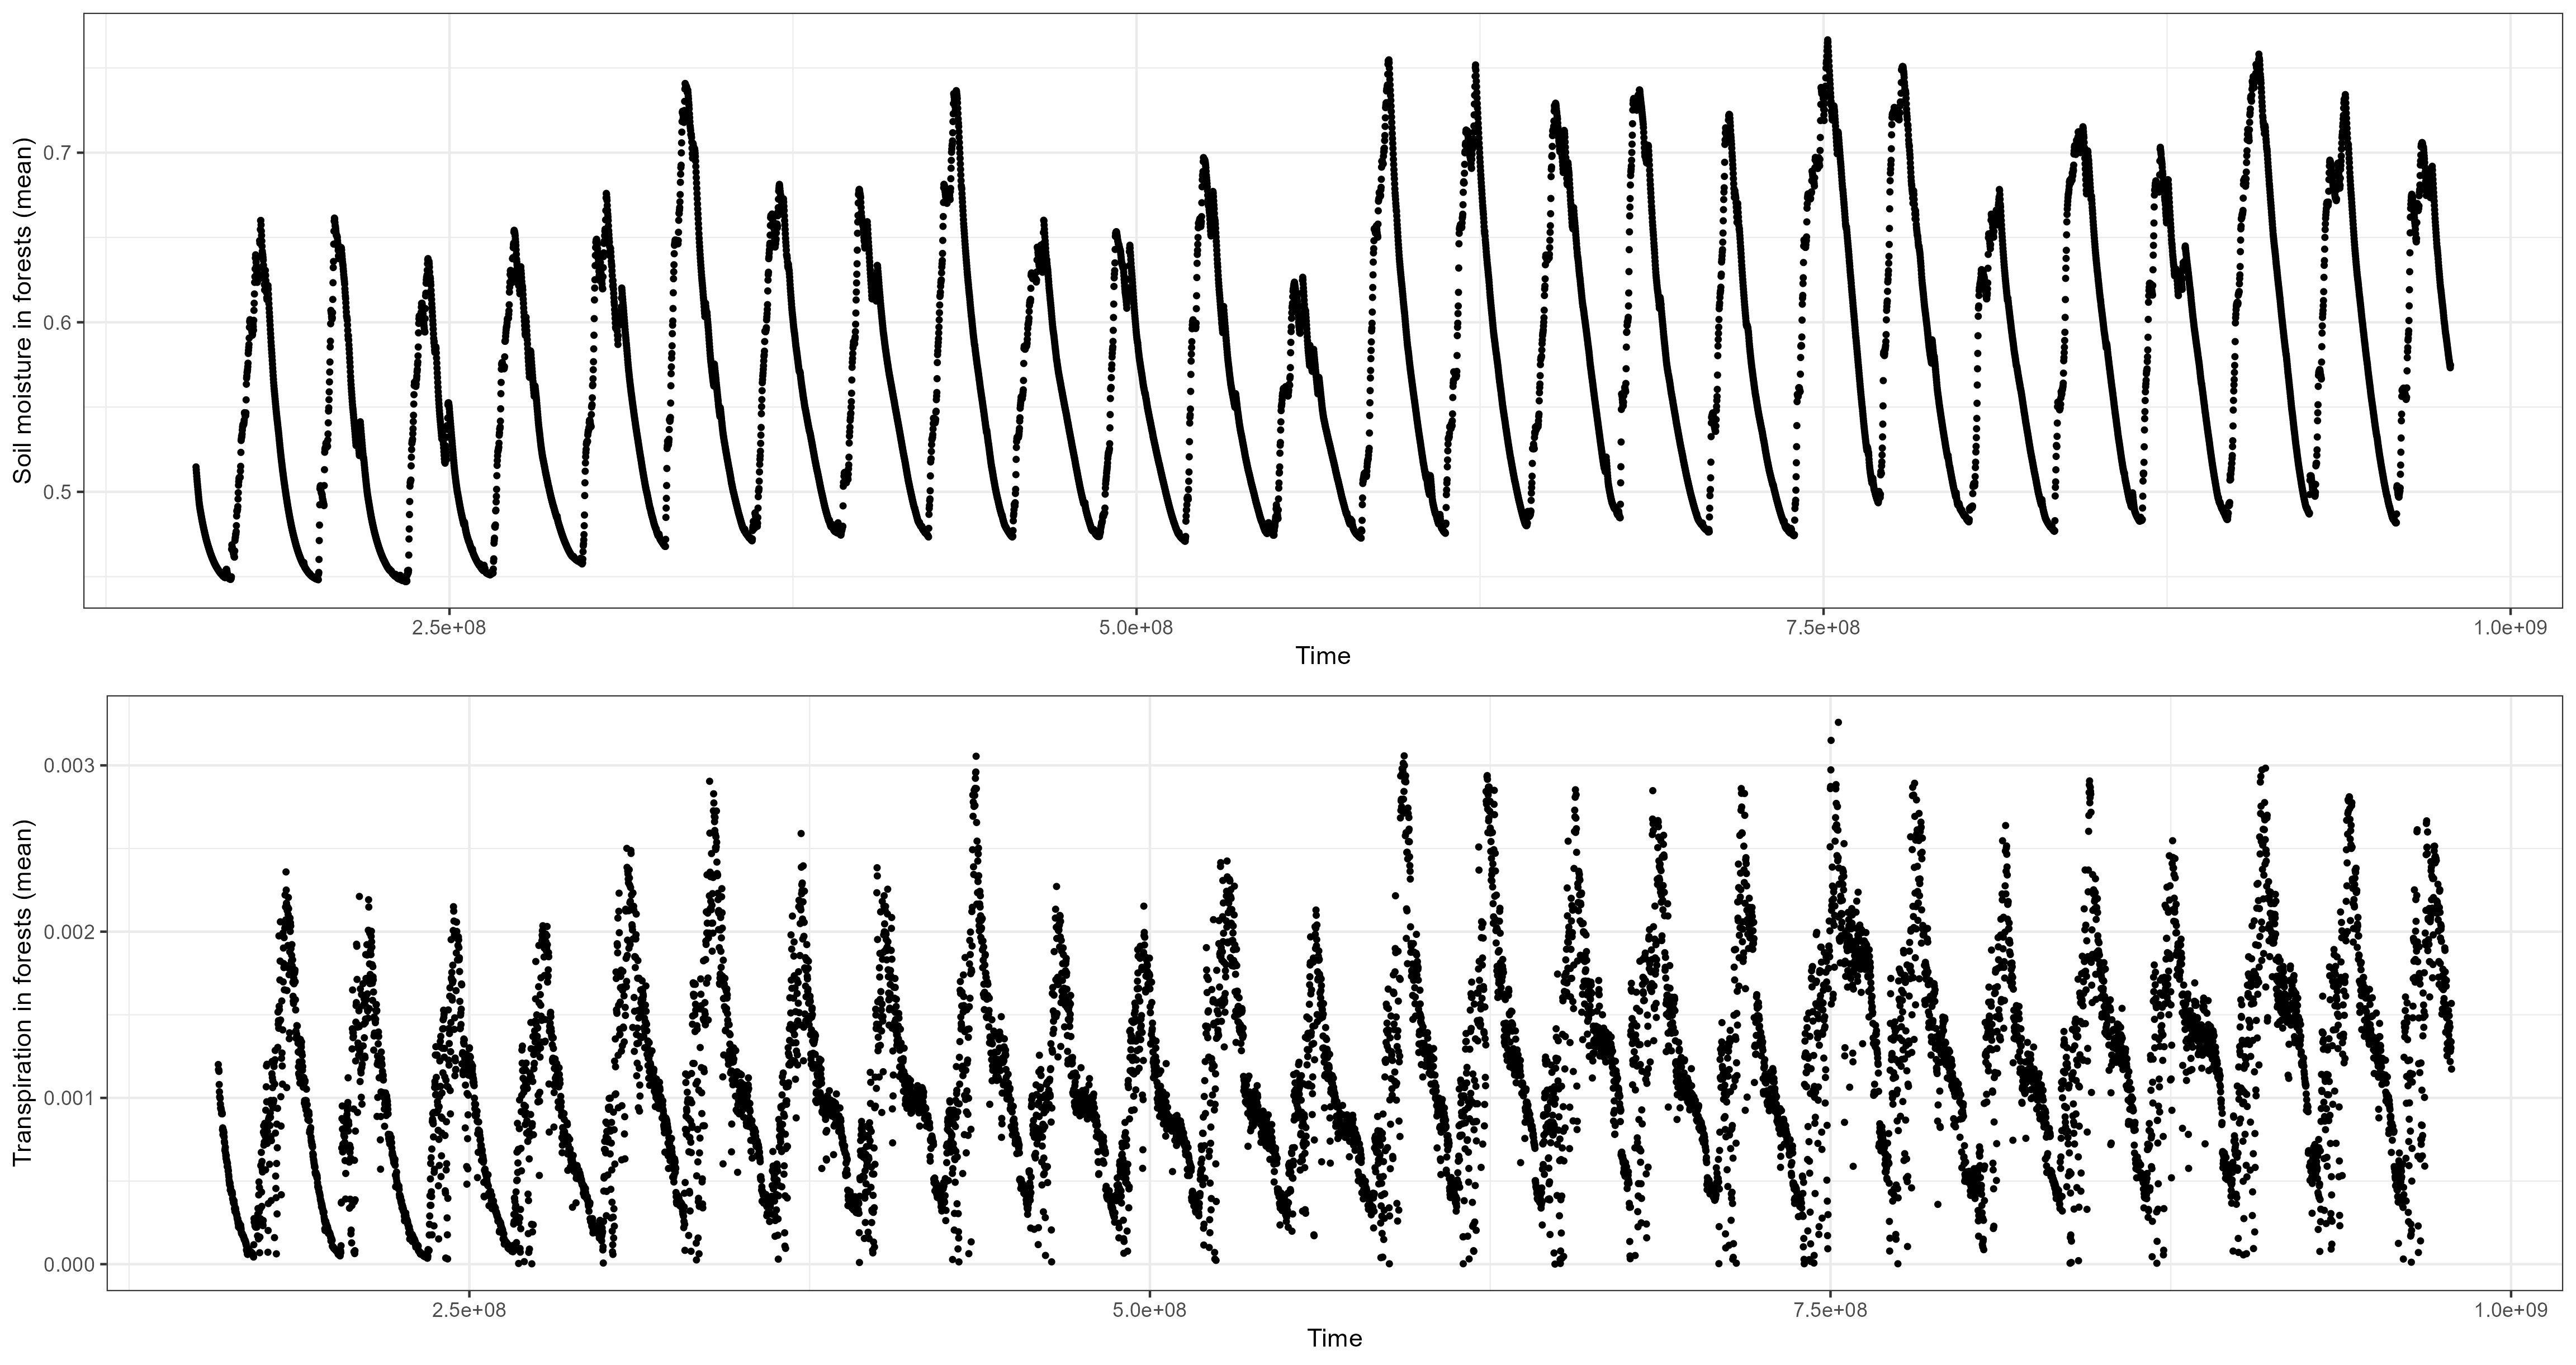 Soil moisture in forests (mean)
0.7
0.6
0.5
2.5e+08 5.0e+08 7.5e+08 1.0e+09
Time
Transpiration in forests (mean)
0.003
0.002
0.001
0.000
2.5e+08 5.0e+08 7.5e+08 1.0e+09
Time